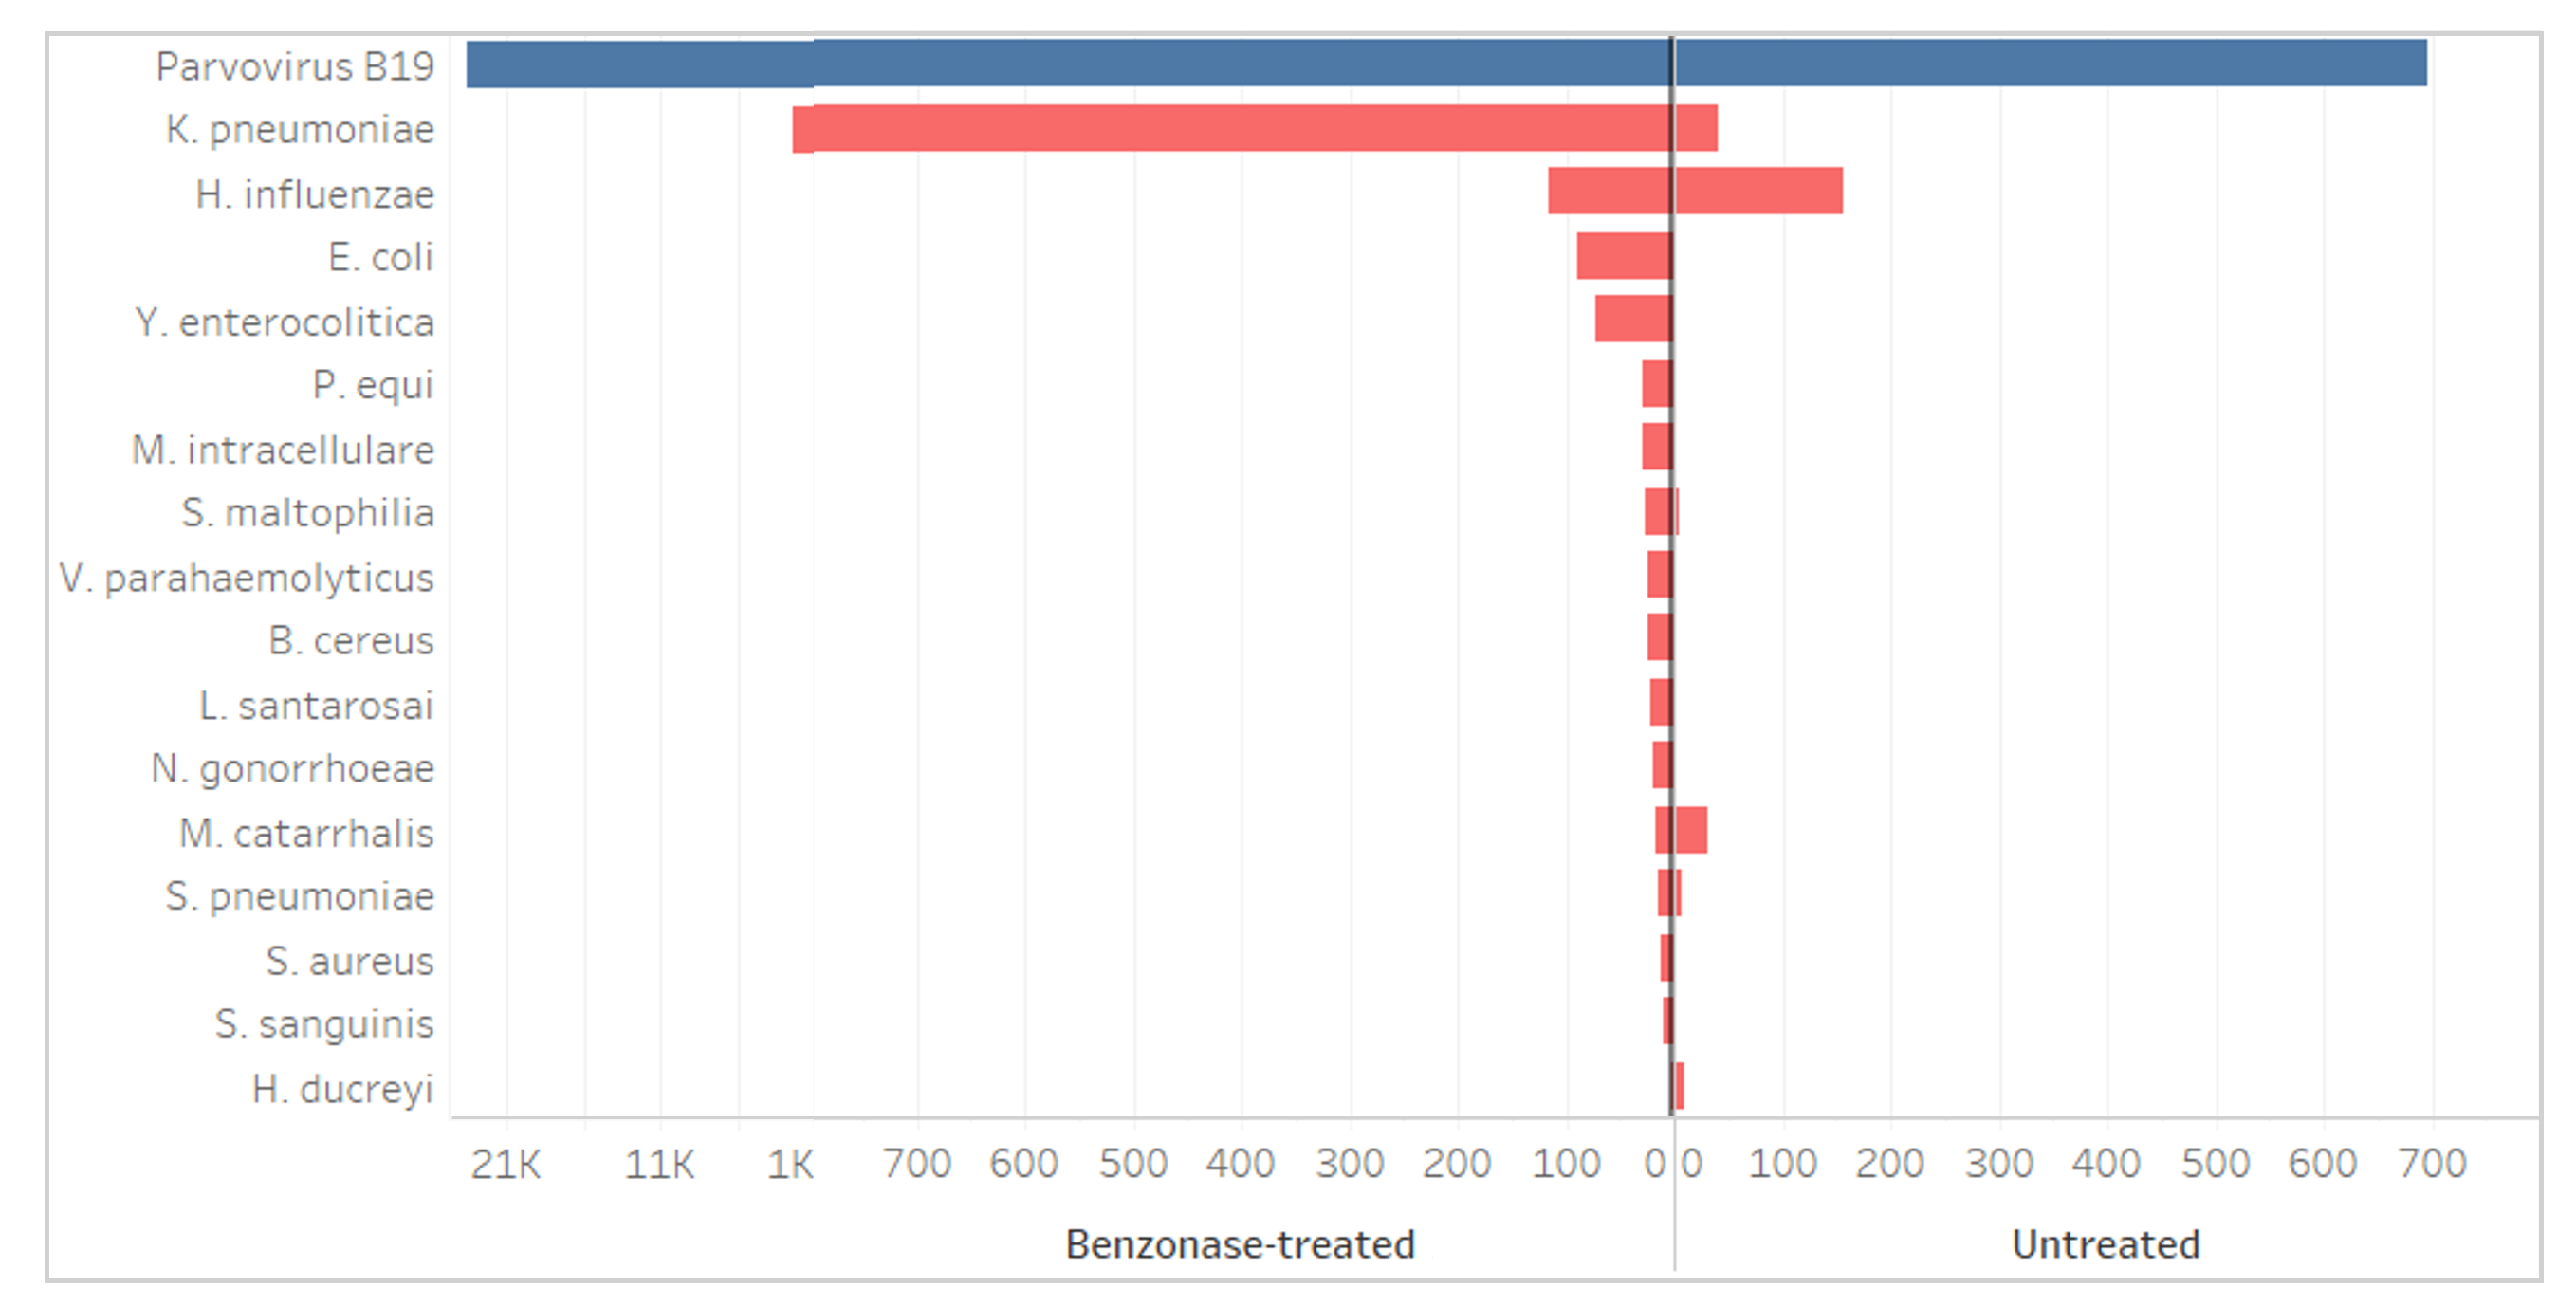 Parvovirus B19
K. pneumoniae
H. influenzae
E. coli
Y. enterocolitica
P. equi
M. intracellulare
S. maltophilia
V. parahaemolyticus
B. cereus
L. santarosai
N. gonorrhoeae
M. catarrhalis
S. pneumoniae
S. aureus
S. sanguinis
H. ducreyi
21K 11K 1K 700 600 500 400 300 200 100 0 0 100 200 300 400 500 600 700
Benzonase-treated Untreated